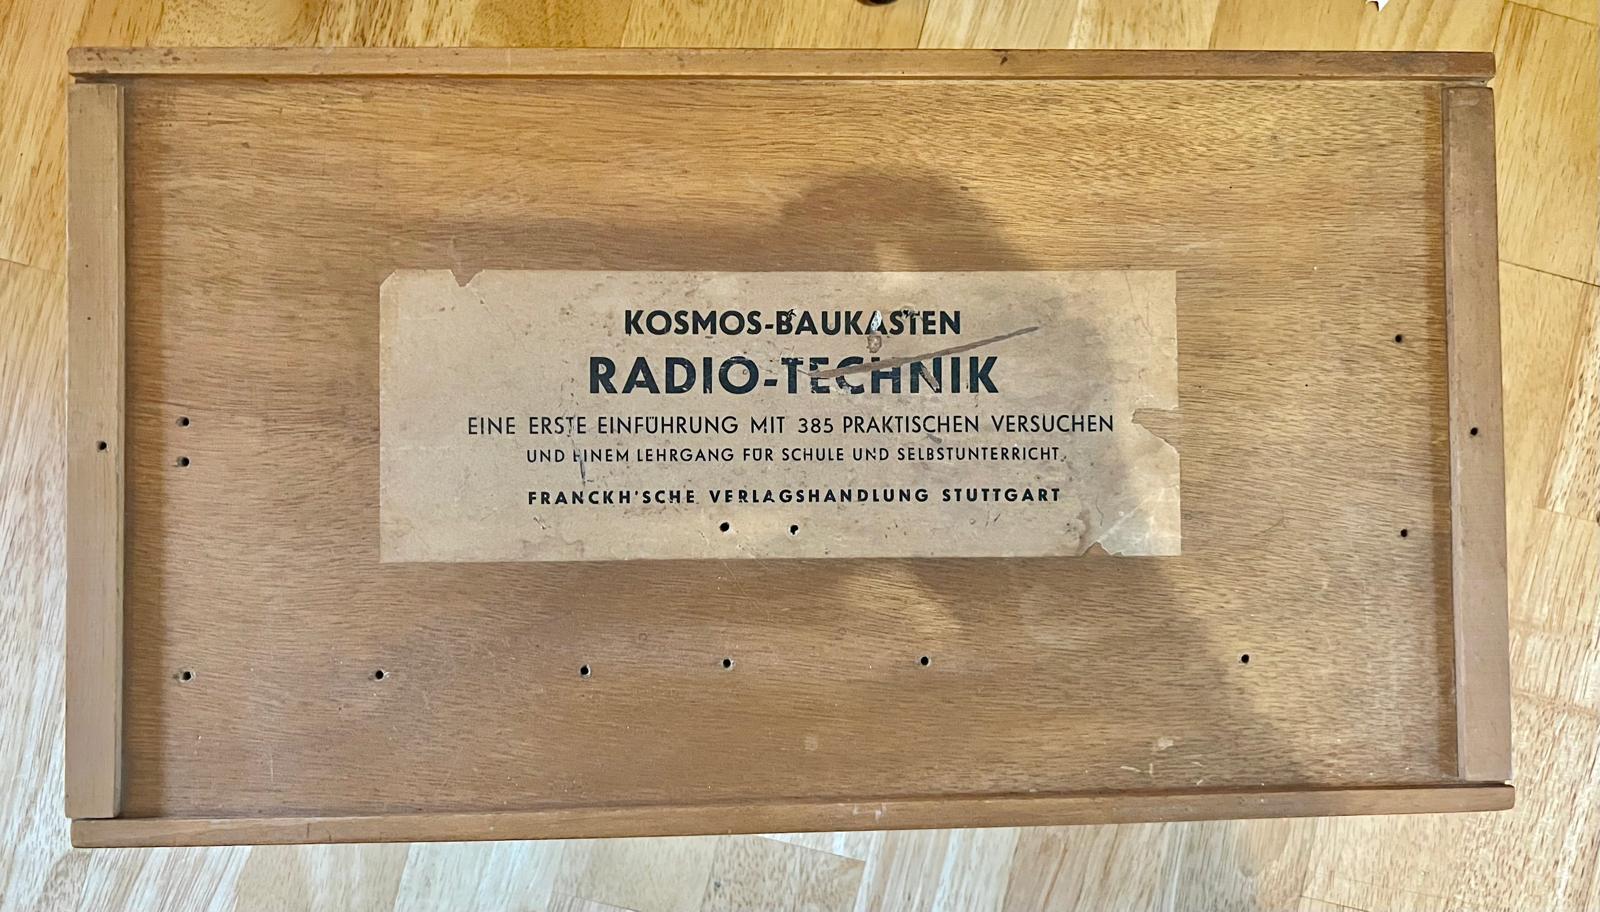 KOSMOS-BAUKASTEN
RADIO-TECHNIK
EINE ERSTE EINFÜHRUNG MIT 385 PRAKTISCHEN VERSUCHEN
UND EINEM LEHRGANG FÜR SCHULE UND SELBSTUNTERRICHT.
FRANCKH'SCHE VERLAGSHANDLUNG STUTTGART